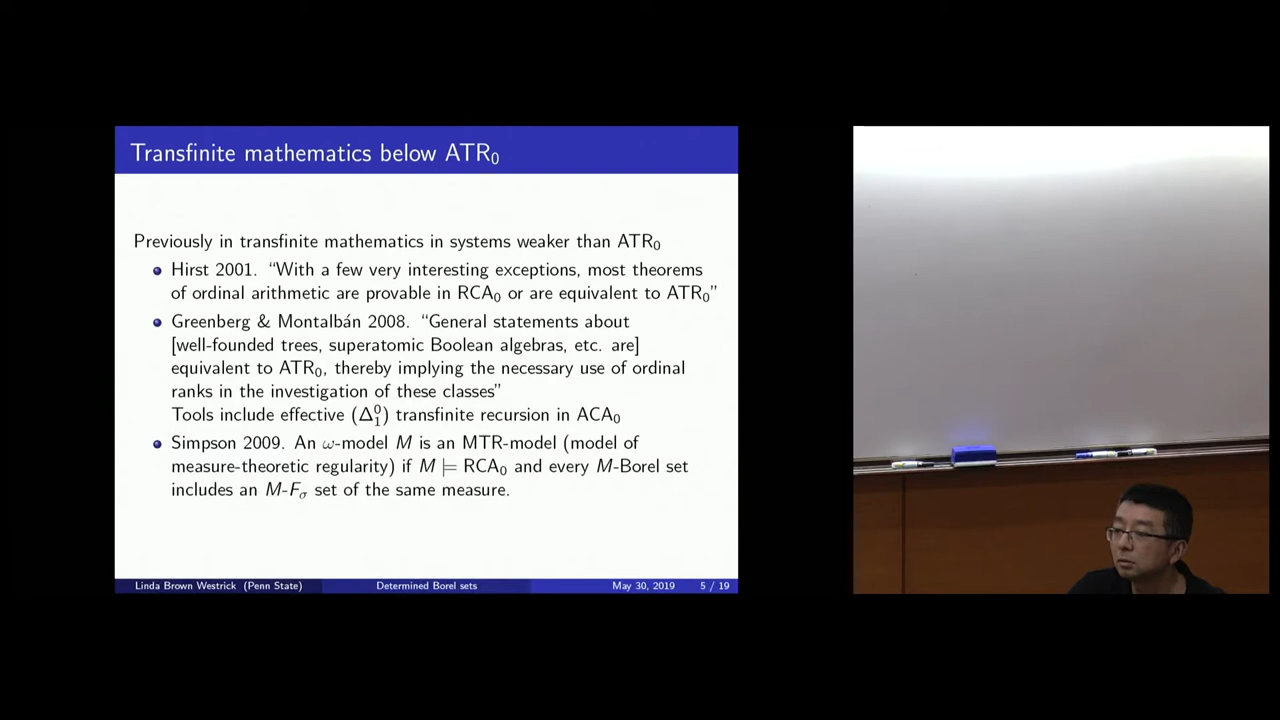 Transfinite mathematics below ATR₀
Previously in transfinite mathematics in systems weaker than ATR₀
Hirst 2001. “With a few very interesting exceptions, most theorems
of ordinal arithmetic are provable in RCA₀ or are equivalent to ATR₀”
Greenberg & Montalbán 2008. “General statements about
[well-founded trees, superatomic Boolean algebras, etc. are]
equivalent to ATR₀, thereby implying the necessary use of ordinal
ranks in the investigation of these classes”
Tools include effective (Δ⁰₁) transfinite recursion in ACA₀
Simpson 2009. An ω-model M is an MTR-model (model of
measure-theoretic regularity) if M ⊨ RCA₀ and every M-Borel set
includes an M-Fσ set of the same measure.
Linda Brown Westrick (Penn State) Determined Borel sets May 30, 2019 5 / 19